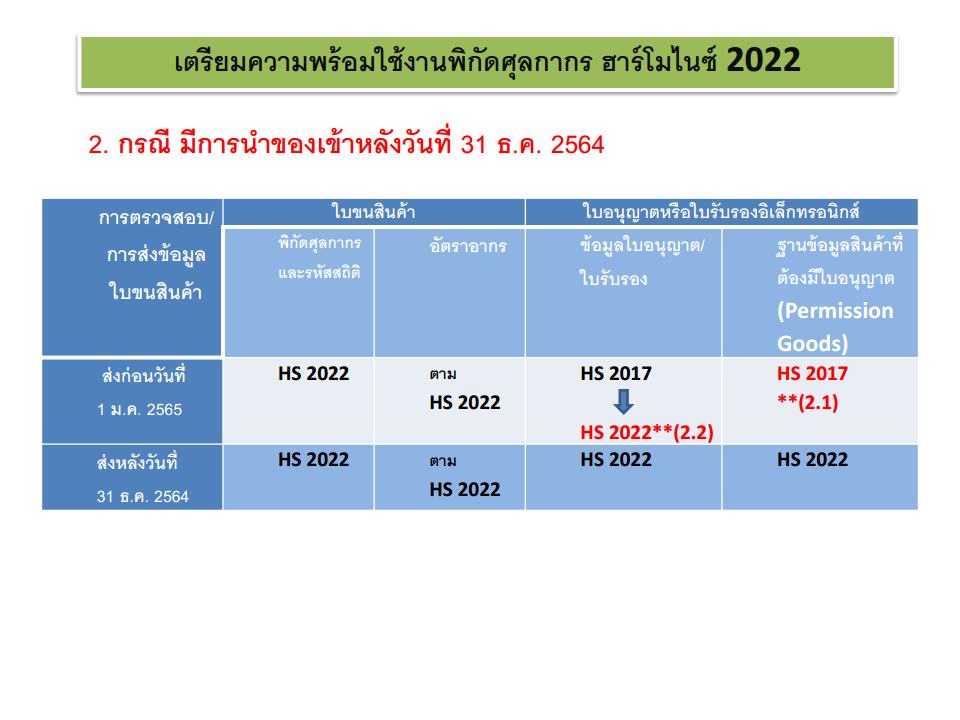 เตรียมความพร้อมใช้งานพิกัดศุลกากร ฮาร์โมไนซ์ 2022
2. กรณี มีการนำของเข้าหลังวันที่ 31 ธ.ค. 2564
การตรวจสอบ/
การส่งข้อมูล
ใบขนสินค้า
ใบขนสินค้า
ใบอนุญาตหรือใบรับรองอิเล็กทรอนิกส์
พิกัดศุลกากร
และรหัสสถิติ
อัตราอากร
ข้อมูลใบอนุญาต/
ใบรับรอง
ฐานข้อมูลสินค้าที่
ต้องมีใบอนุญาต
(Permission
Goods)
ส่งก่อนวันที่
1 ม.ค. 2565
HS 2022
ตาม
HS 2022
HS 2017
HS 2022**(2.2)
HS 2017
**(2.1)
ส่งหลังวันที่
31 ธ.ค. 2564
HS 2022
ตาม
HS 2022
HS 2022
HS 2022